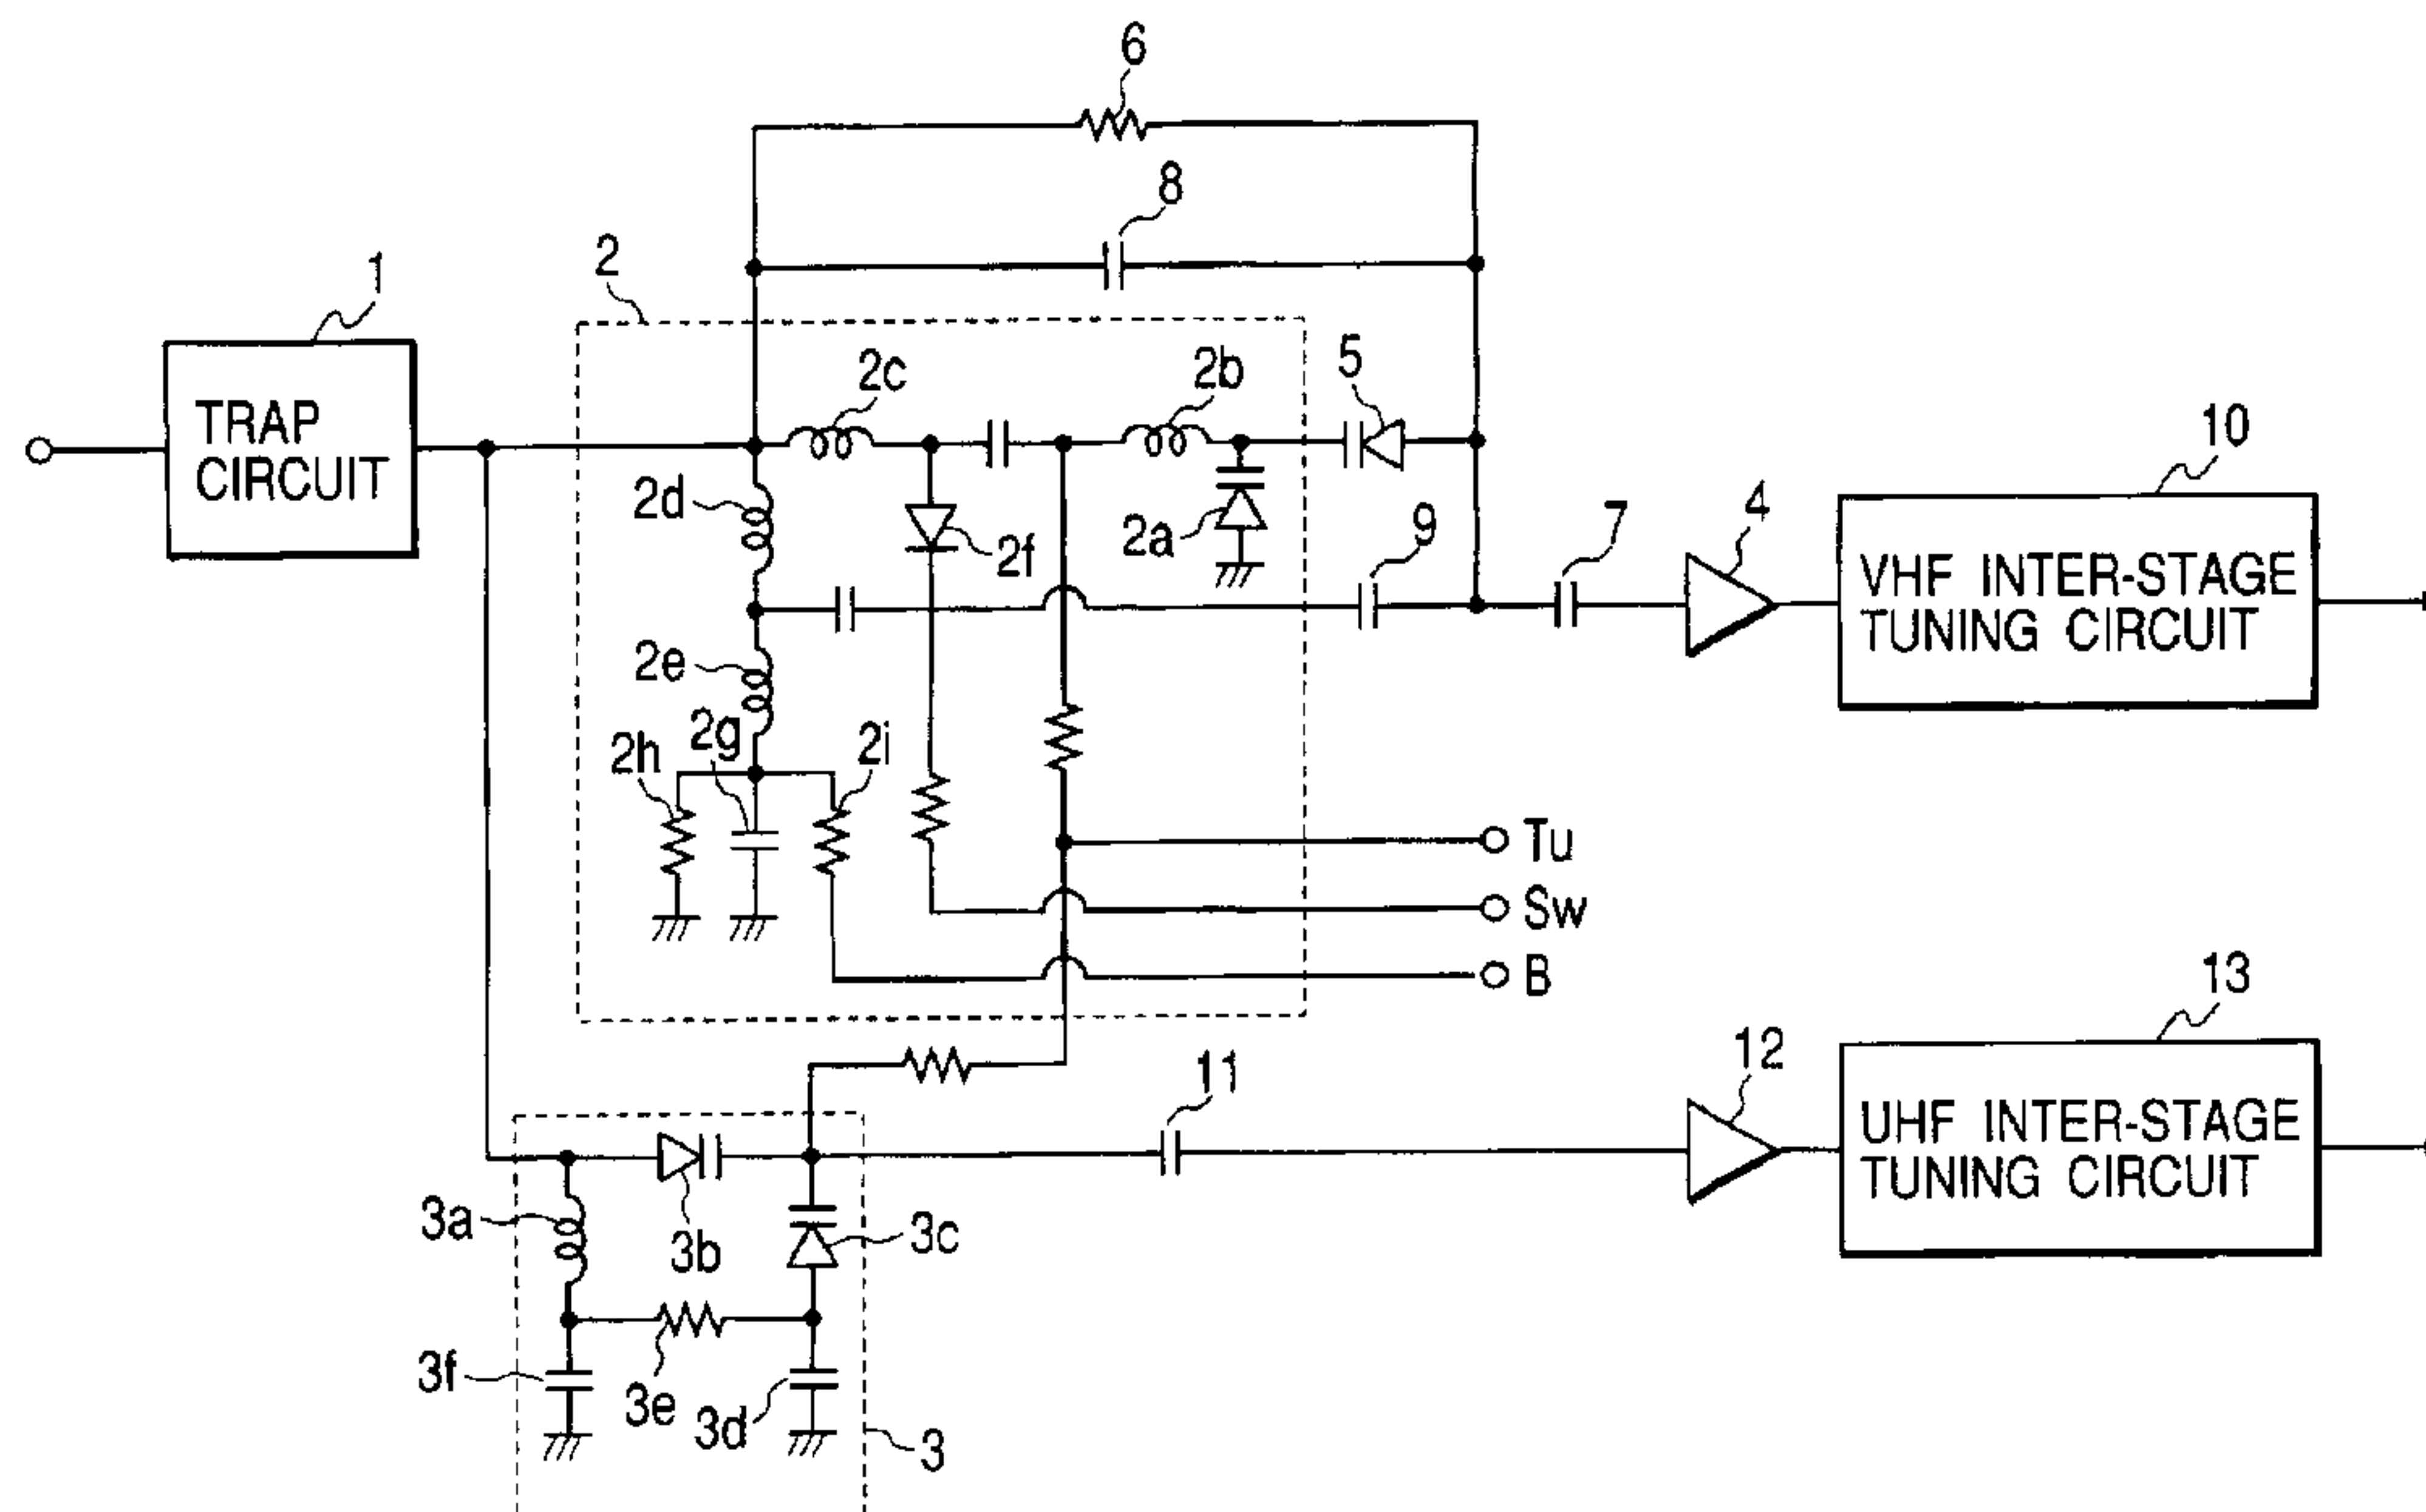 6
8
2
1
2c
2b
5
10
TRAP
CIRCUIT
2d
2f
2a
9
7
4
VHF INTER-STAGE
TUNING CIRCUIT
2e
2h
2g
2i
Tu
Sw
B
13
11
12
UHF INTER-STAGE
TUNING CIRCUIT
3a
3b
3c
3f
3e
3d
3